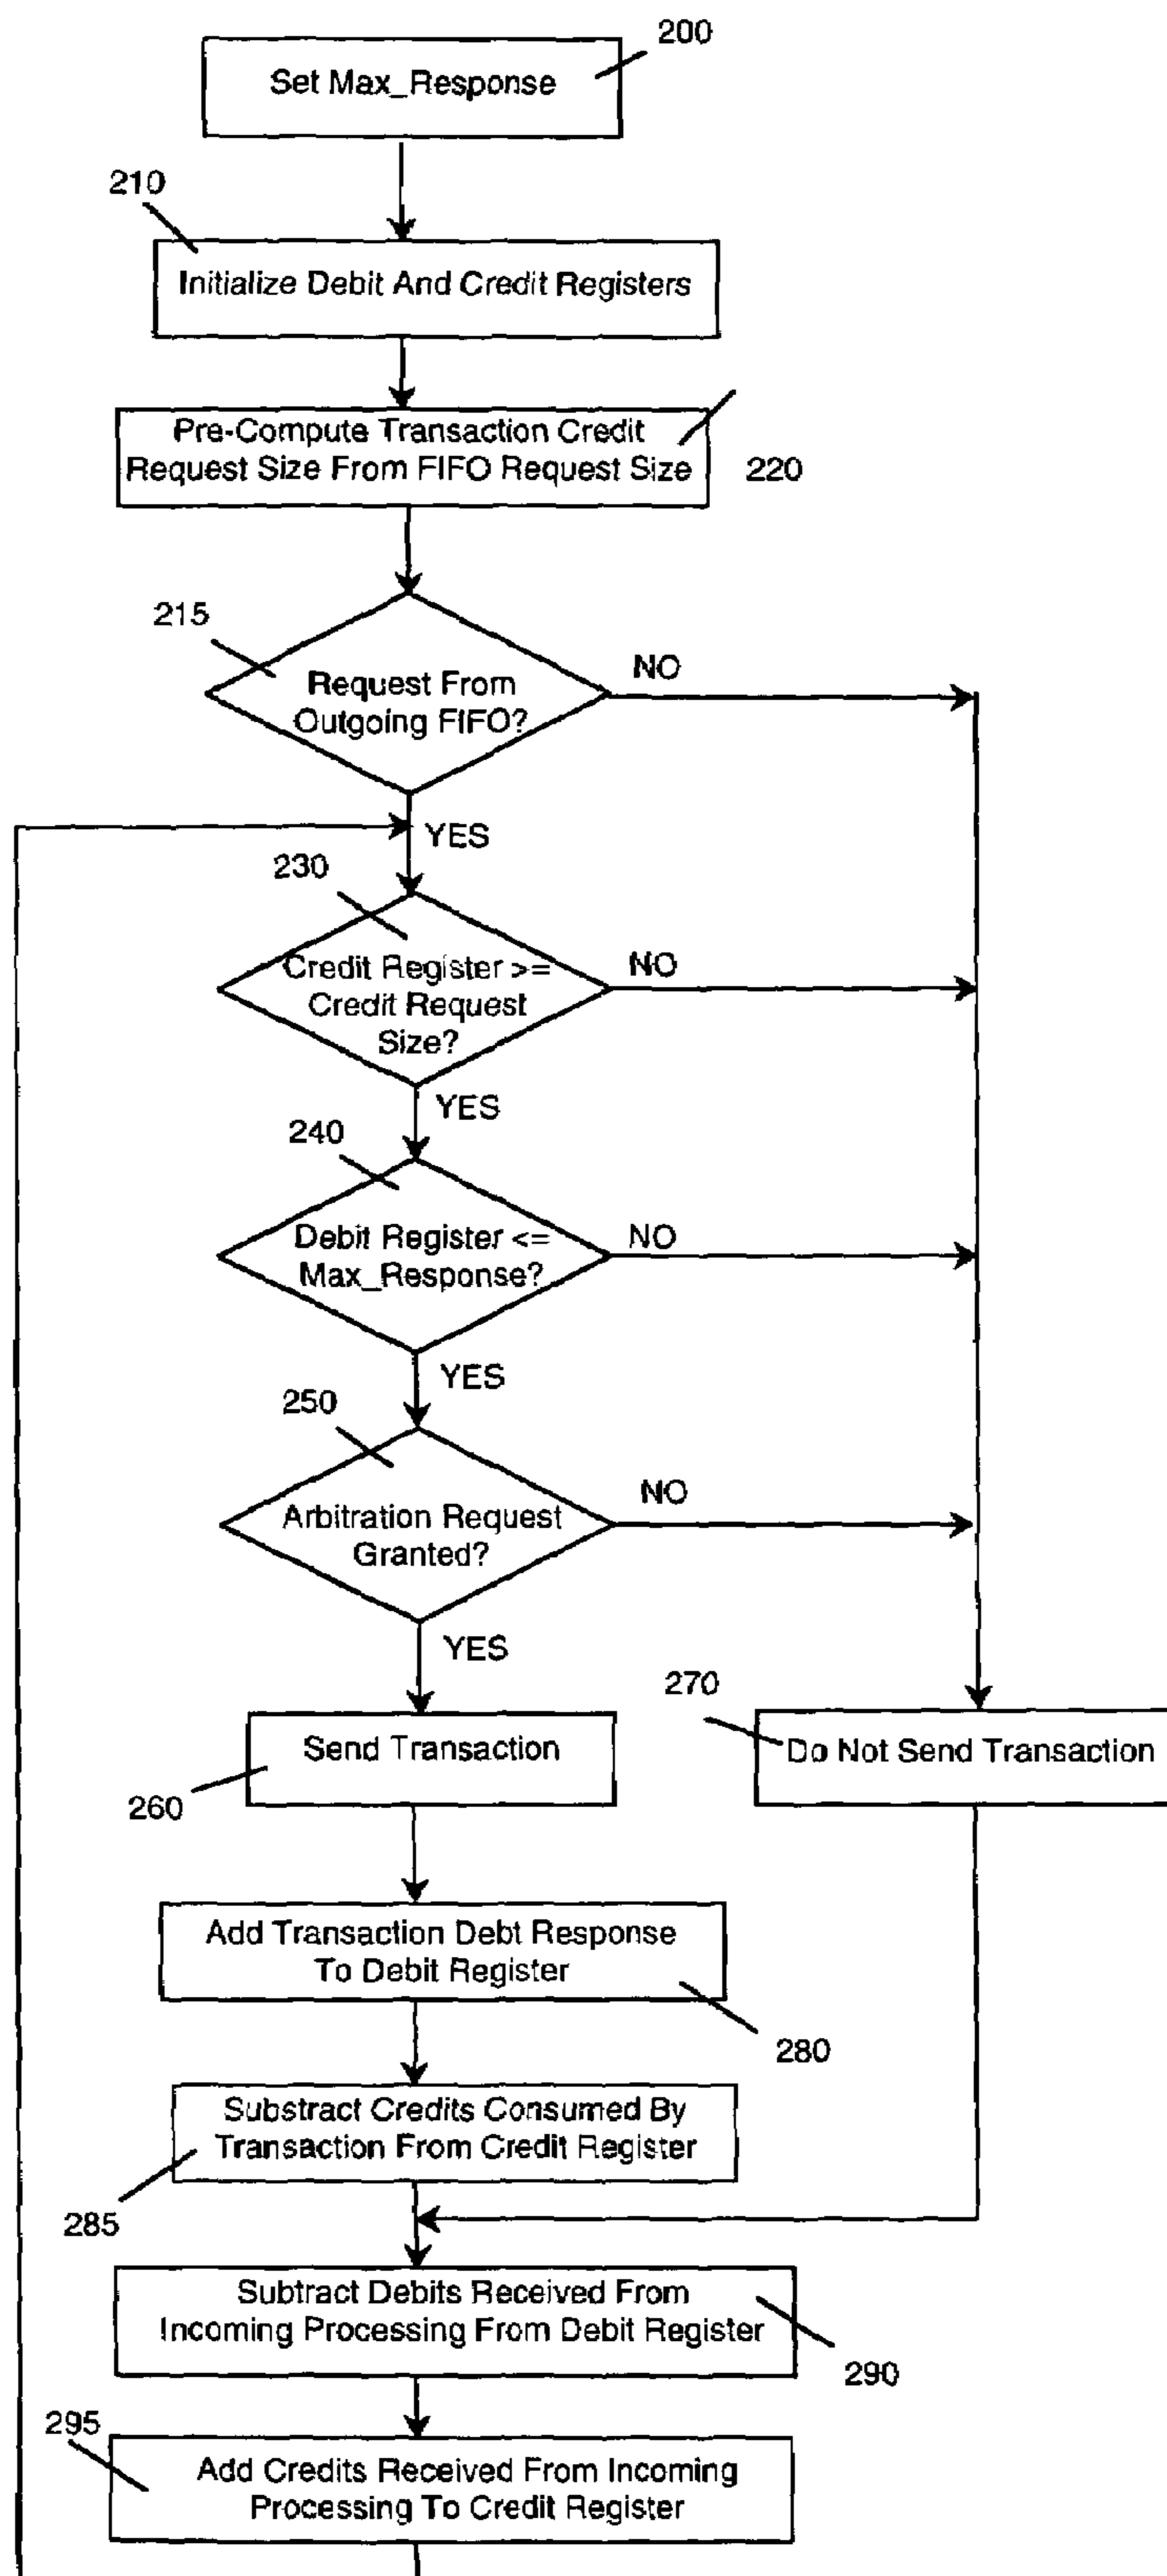 200
Set Max_Response
210
Initialize Debit And Credit Registers
Pre-Compute Transaction Credit
Request Size From FIFO Request Size
220
215
Request From
Outgoing FIFO?
NO
YES
230
Credit Register >=
Credit Request
Size?
NO
YES
240
Debit Register <=
Max_Response?
NO
YES
250
Arbitration Request
Granted?
NO
YES
270
Send Transaction
Do Not Send Transaction
260
Add Transaction Debt Response
To Debit Register
280
Substract Credits Consumed By
Transaction From Credit Register
285
Subtract Debits Received From
Incoming Processing From Debit Register
290
295
Add Credits Received From Incoming
Processing To Credit Register